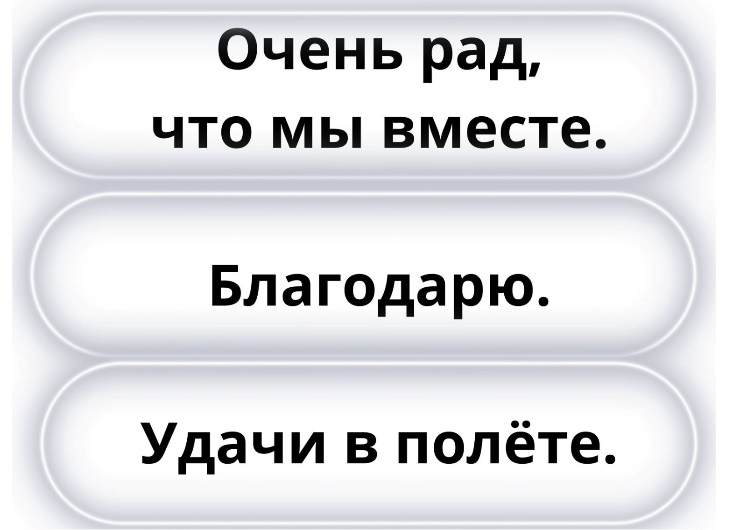 Очень рад,
что мы вместе.
Благодарю.
Удачи в полёте.